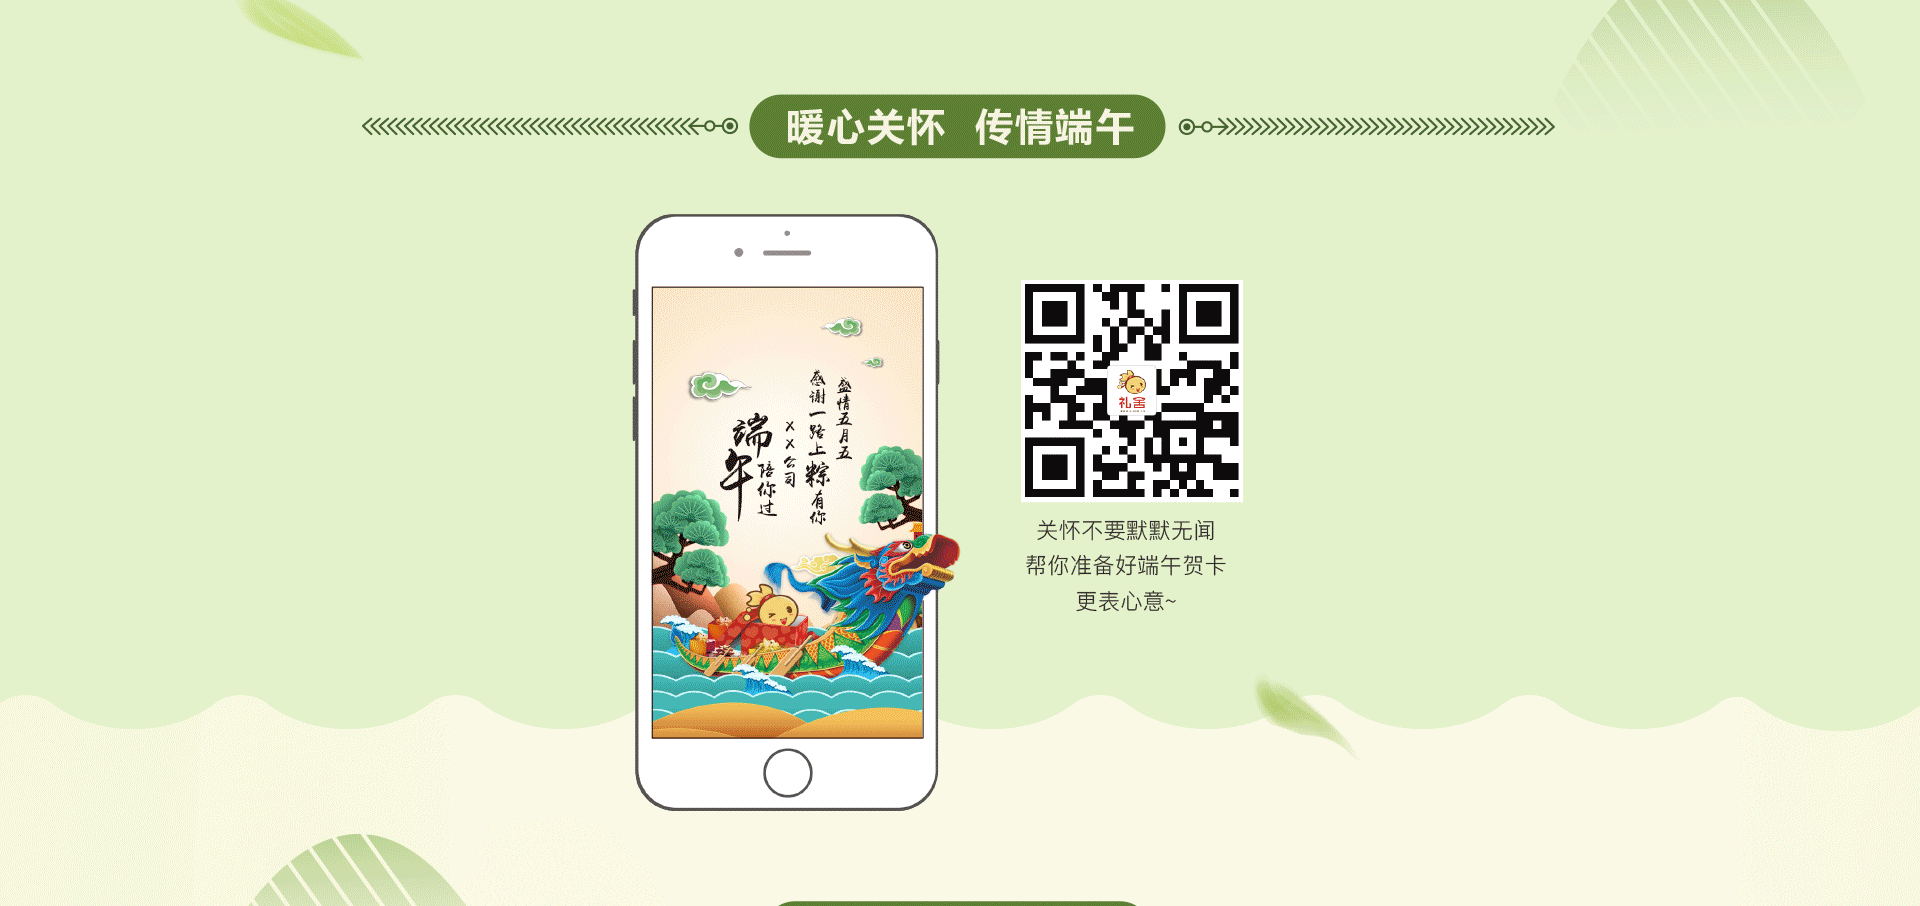 暖心关怀 传情端午
盛情五月五
感谢一路上粽有你
XX公司
陪你过
端午
礼舍
关怀不要默默无闻
帮你准备好端午贺卡
更表心意~